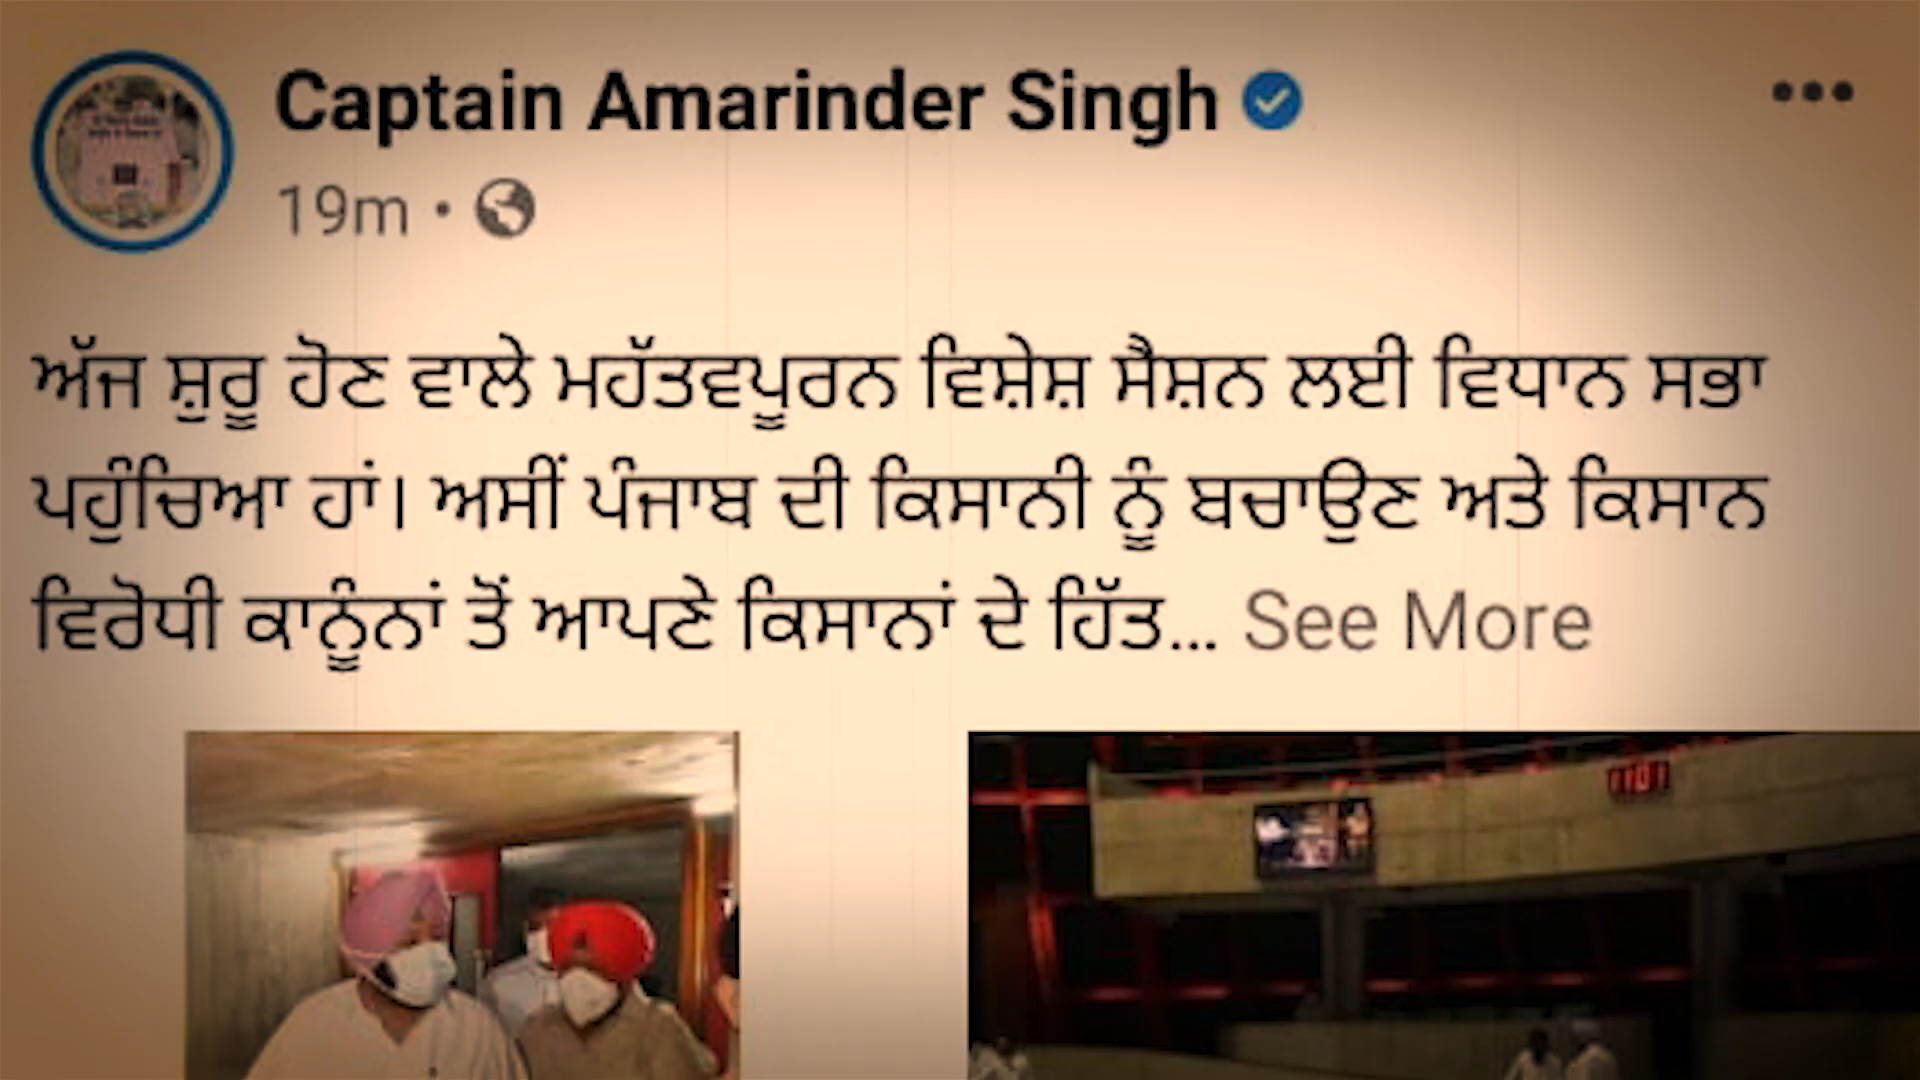 Captain Amarinder Singh
19m •
ਅੱਜ ਸ਼ੁਰੂ ਹੋਣ ਵਾਲੇ ਮਹੱਤਵਪੂਰਨ ਵਿਸ਼ੇਸ਼ ਸੈਸ਼ਨ ਲਈ ਵਿਧਾਨ ਸਭਾ
ਪਹੁੰਚਿਆ ਹਾਂ। ਅਸੀਂ ਪੰਜਾਬ ਦੀ ਕਿਸਾਨੀ ਨੂੰ ਬਚਾਉਣ ਅਤੇ ਕਿਸਾਨ
ਵਿਰੋਧੀ ਕਾਨੂੰਨਾਂ ਤੋਂ ਆਪਣੇ ਕਿਸਾਨਾਂ ਦੇ ਹਿੱਤ... See More